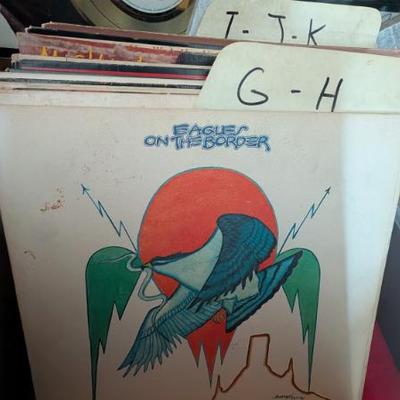 I-J-K
G-H
EAGLES
ON THE BORDER